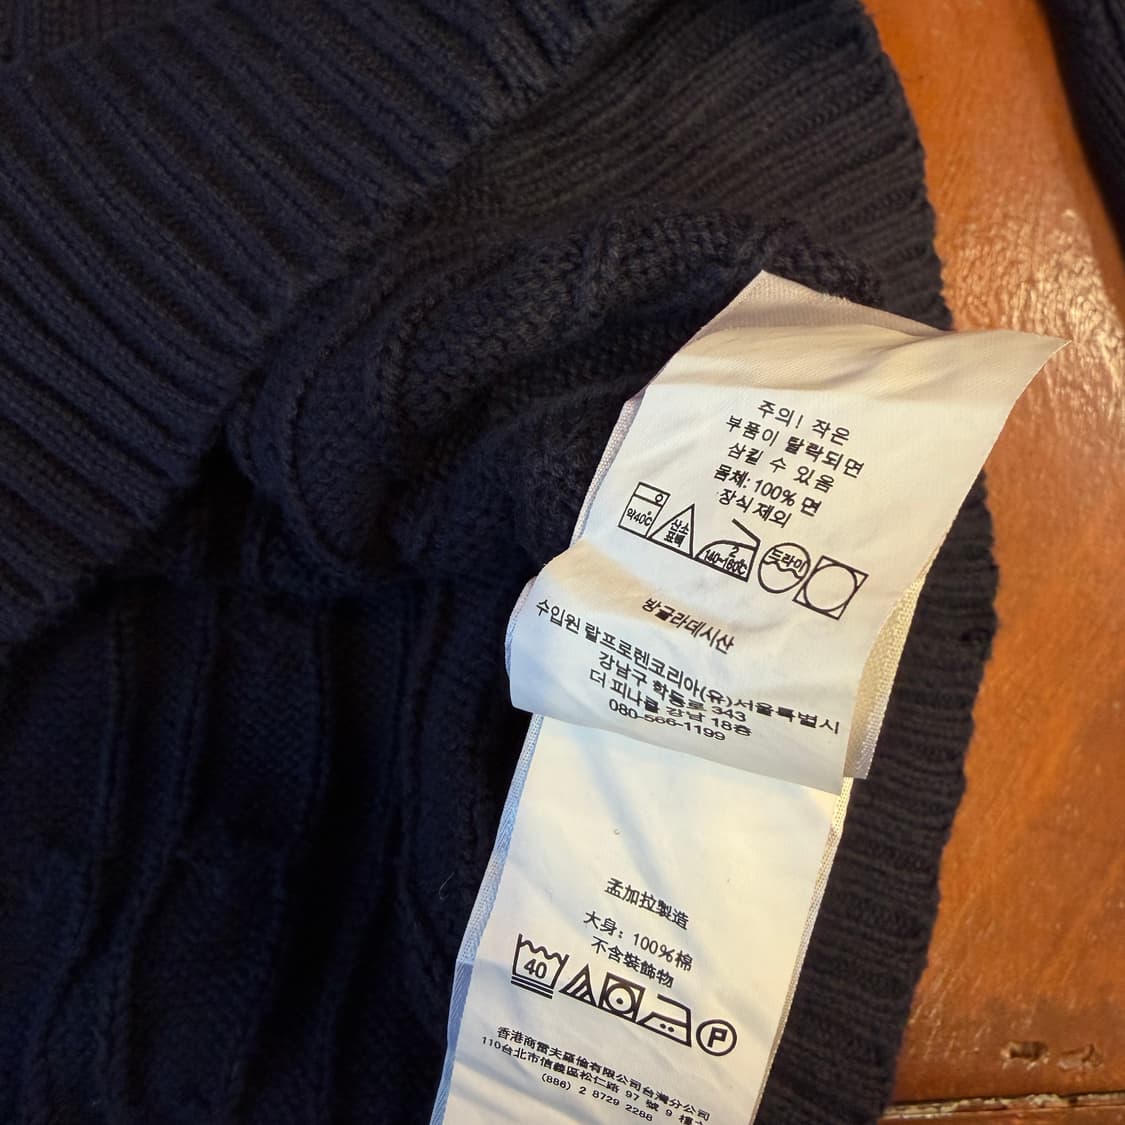 주의! 작은
부품이 탈락되면
삼킬 수 있음
몸체: 100% 면
장식제외
약40℃ 산소 표백 2 140~160℃ 드라이
방글라데시산
수입원 랄프로렌코리아(유)서울특별시
강남구 학동로 343
더 피나클 강남 18층
080-566-1199
孟加拉製造
大身: 100%棉
不含裝飾物
40 P
香港商雷夫羅倫有限公司台灣分公司
110台北市信義區松仁路 97 號 9 樓
(886) 2 8729 2288